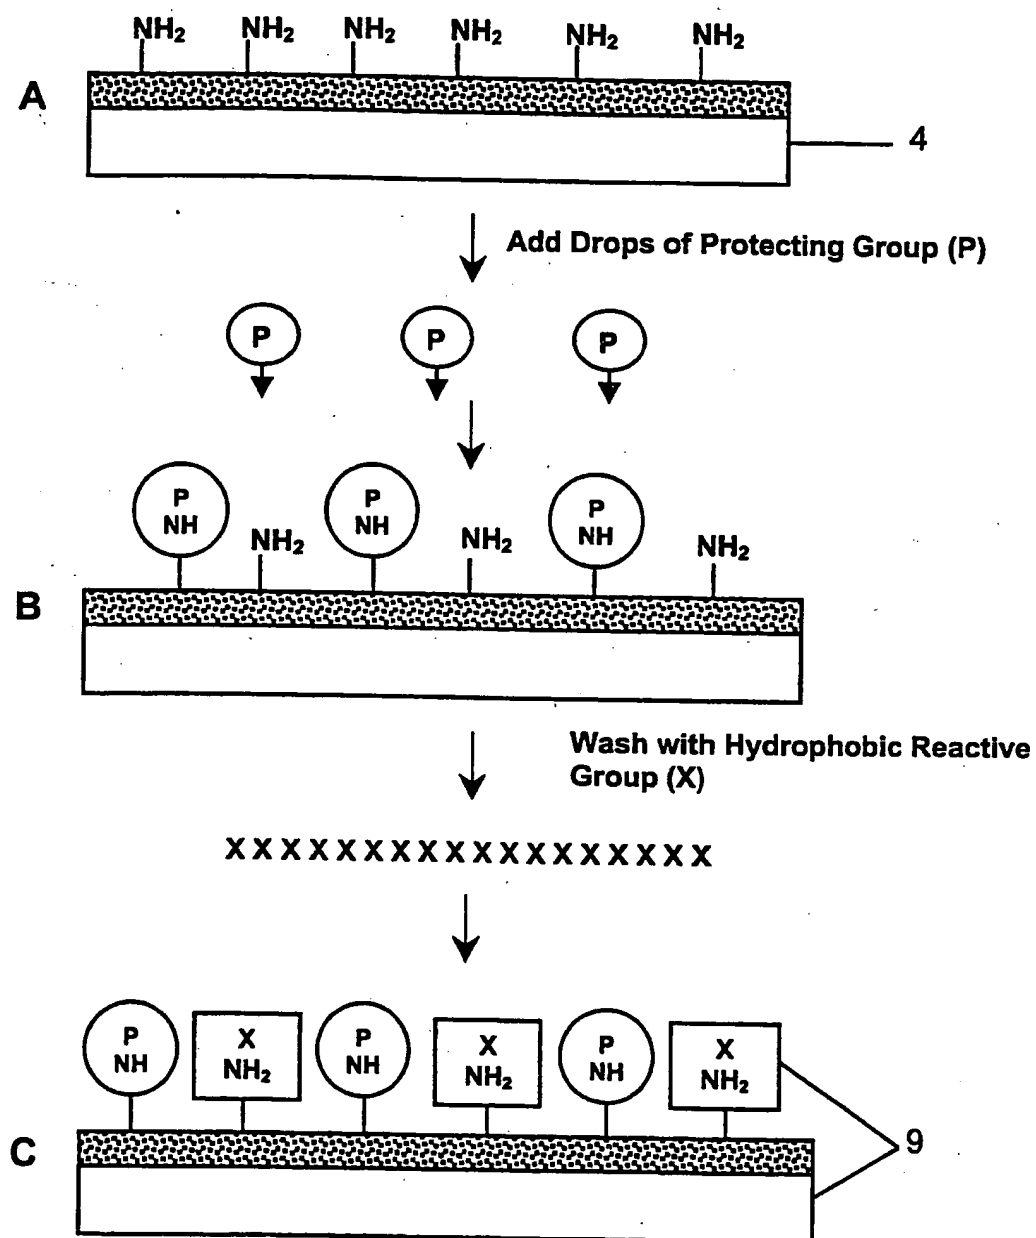 NH₂ NH₂ NH₂ NH₂ NH₂ NH₂
A
4
Add Drops of Protecting Group (P)
P P P
P P P
NH NH₂ NH NH₂ NH NH₂
B
Wash with Hydrophobic Reactive
Group (X)
X X X X X X X X X X X X X X X X X X
P X P X P X
NH NH₂ NH NH₂ NH NH₂
C
9